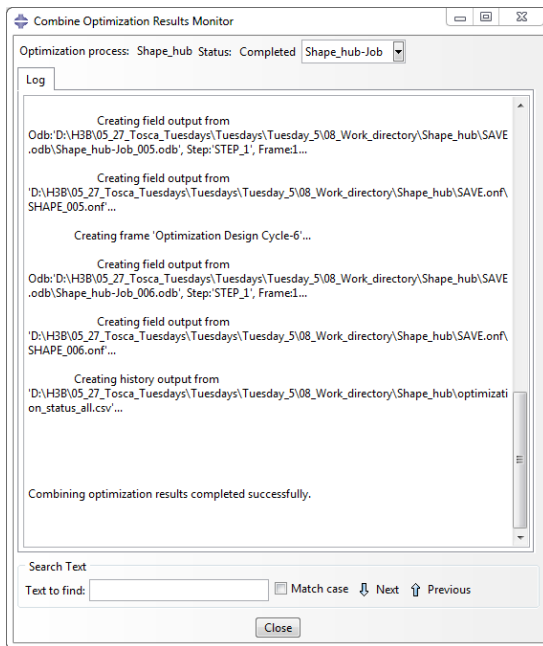 Combine Optimization Results Monitor
Optimization process: Shape_hub Status: Completed Shape_hub-Job
Log
Creating field output from
Odb:'D:\H3B\05_27_Tosca_Tuesdays\Tuesdays\Tuesday_5\08_Work_directory\Shape_hub\SAVE
.odb\Shape_hub-Job_005.odb', Step:'STEP_1', Frame:1...
Creating field output from
'D:\H3B\05_27_Tosca_Tuesdays\Tuesdays\Tuesday_5\08_Work_directory\Shape_hub\SAVE.onf\
SHAPE_005.onf'...
Creating frame 'Optimization Design Cycle-6'...
Creating field output from
Odb:'D:\H3B\05_27_Tosca_Tuesdays\Tuesdays\Tuesday_5\08_Work_directory\Shape_hub\SAVE
.odb\Shape_hub-Job_006.odb', Step:'STEP_1', Frame:1...
Creating field output from
'D:\H3B\05_27_Tosca_Tuesdays\Tuesdays\Tuesday_5\08_Work_directory\Shape_hub\SAVE.onf\
SHAPE_006.onf'...
Creating history output from
'D:\H3B\05_27_Tosca_Tuesdays\Tuesdays\Tuesday_5\08_Work_directory\Shape_hub\optimizati
on_status_all.csv'...
Combining optimization results completed successfully.
Search Text
Text to find: Match case Next Previous
Close